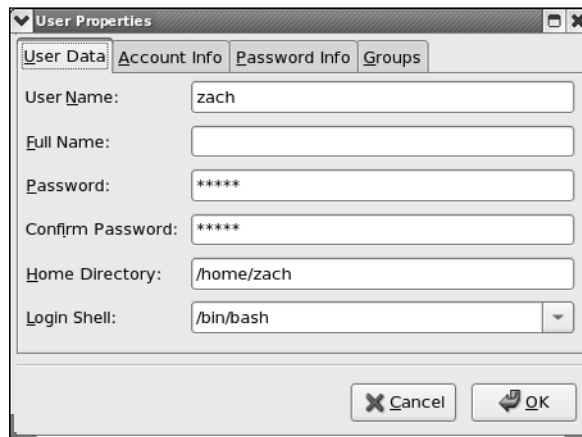 User Properties
User Data Account Info Password Info Groups
User Name: zach
Full Name:
Password: *****
Confirm Password: *****
Home Directory: /home/zach
Login Shell: /bin/bash
Cancel OK